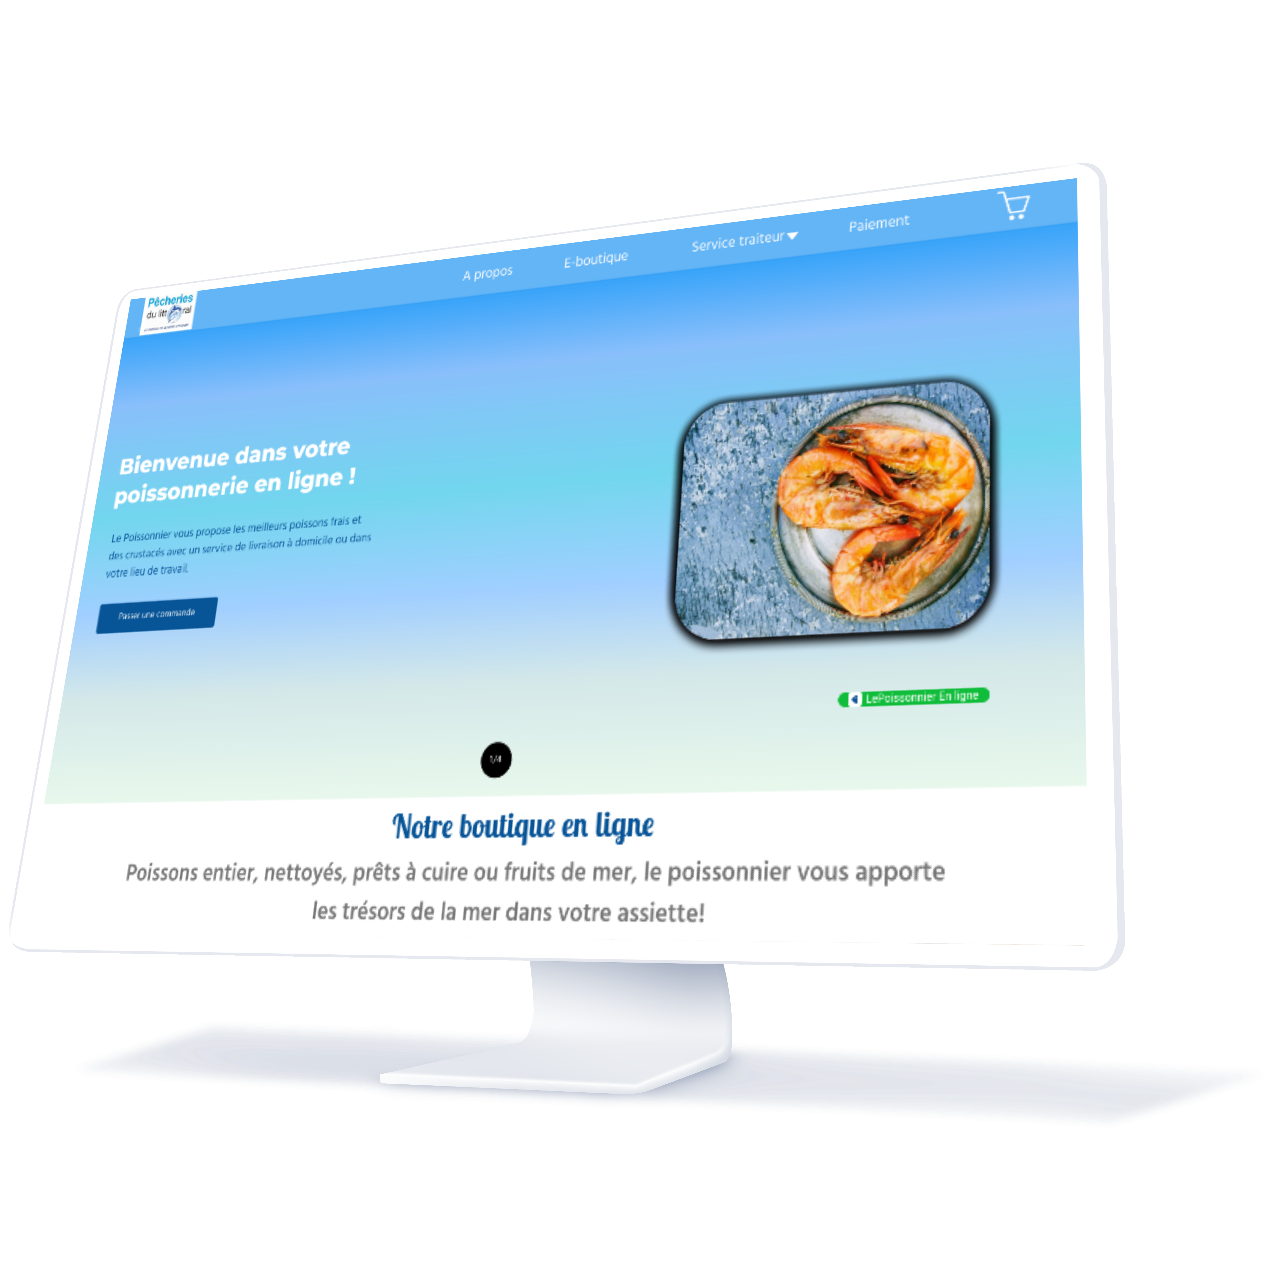 Pêcheries
du litt ral
A propos
E-boutique
Service traiteur
Paiement
Bienvenue dans votre
poissonnerie en ligne !
Le Poissonnier vous propose les meilleurs poissons frais et
des crustacés avec un service de livraison à domicile ou dans
votre lieu de travail.
Passer une commande
LePoissonnier En ligne
1/4
Notre boutique en ligne
Poissons entier, nettoyés, prêts à cuire ou fruits de mer, le poissonnier vous apporte
les trésors de la mer dans votre assiette!